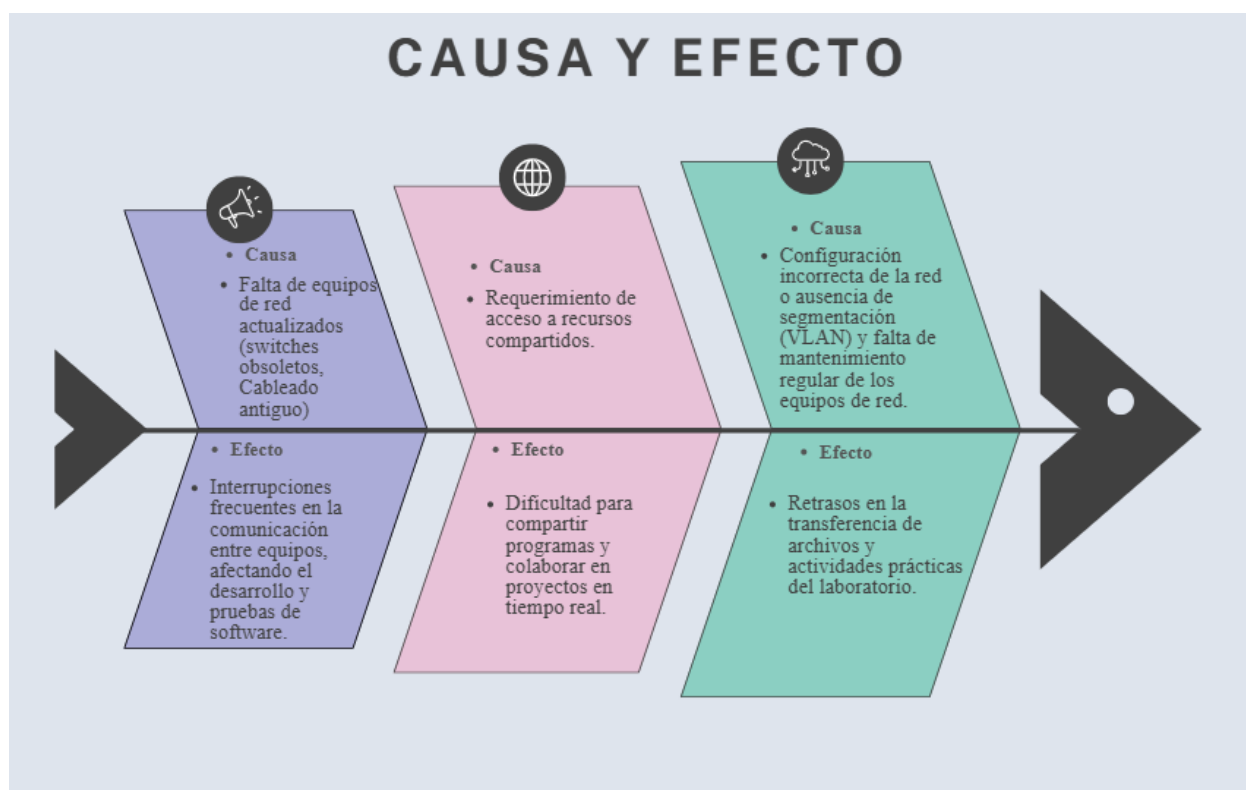 CAUSA Y EFECTO
• Causa
• Falta de equipos
de red
actualizados
(switches
obsoletos,
Cableado
antiguo)
• Efecto
• Interrupciones
frecuentes en la
comunicación
entre equipos,
afectando el
desarrollo y
pruebas de
software.
• Causa
• Requerimiento de
acceso a recursos
compartidos.
• Efecto
• Dificultad para
compartir
programas y
colaborar en
proyectos en
tiempo real.
• Causa
• Configuración
incorrecta de la red
o ausencia de
segmentación
(VLAN) y falta de
mantenimiento
regular de los
equipos de red.
• Efecto
• Retrasos en la
transferencia de
archivos y
actividades prácticas
del laboratorio.